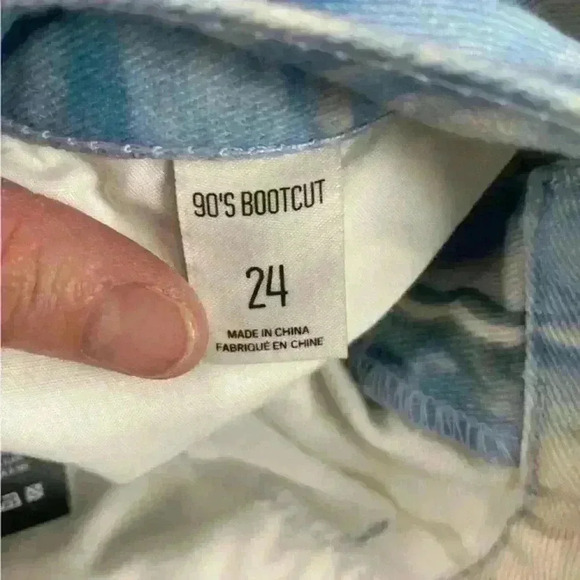 90'S BOOTCUT
24
MADE IN CHINA
FABRIQUÉ EN CHINE